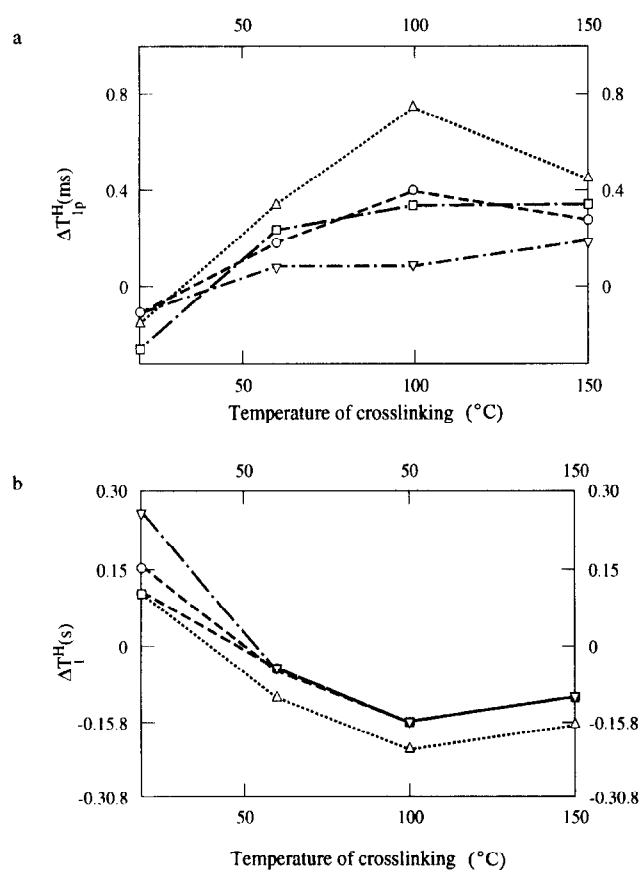 a
50 100 150
0.8 0.8
0.4 0.4
0 0
ΔT^H_1p(ms)
50 100 150
Temperature of crosslinking (°C)
b
50 50 150
0.30 0.30
0.15 0.15
0 0
-0.15.8 -0.15.8
-0.30.8 -0.30.8
ΔT^H_1(s)
50 100 150
Temperature of crosslinking (°C)